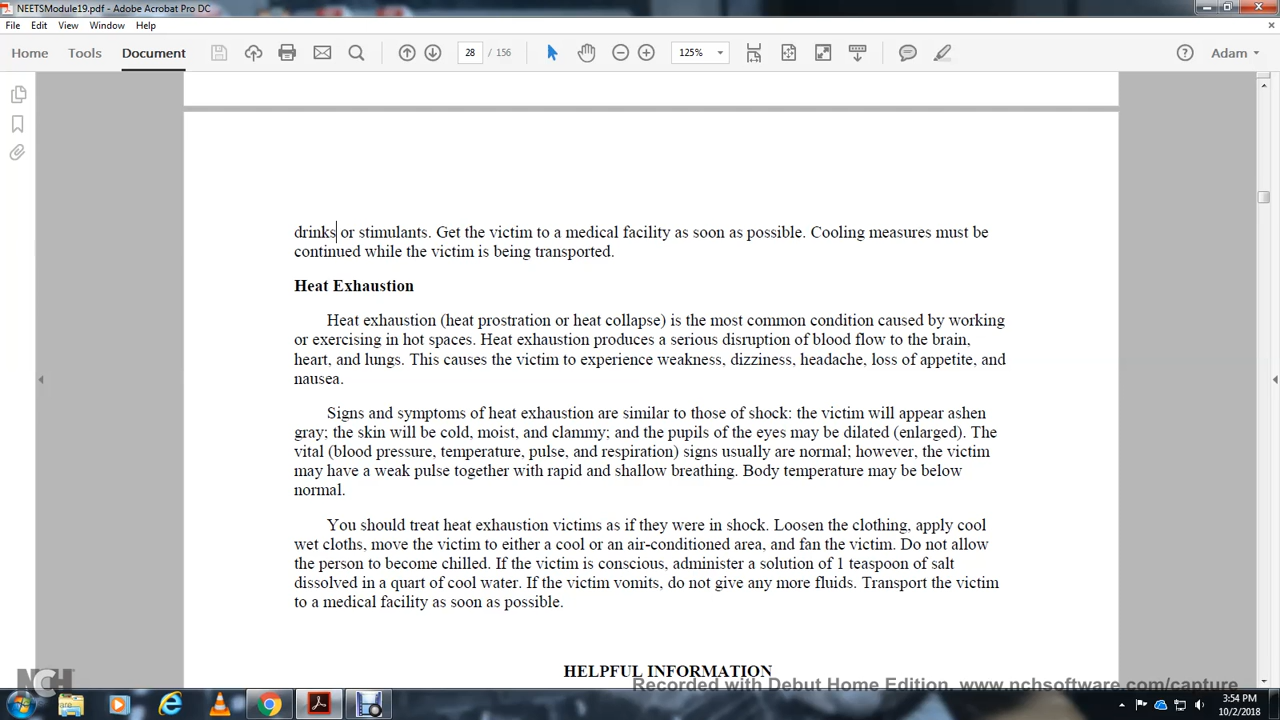 NEETSModule19.pdf - Adobe Acrobat Pro DC
File Edit View Window Help
Home Tools Document 28 / 156 125% Adam
drinks or stimulants. Get the victim to a medical facility as soon as possible. Cooling measures must be
continued while the victim is being transported.
Heat Exhaustion
Heat exhaustion (heat prostration or heat collapse) is the most common condition caused by working
or exercising in hot spaces. Heat exhaustion produces a serious disruption of blood flow to the brain,
heart, and lungs. This causes the victim to experience weakness, dizziness, headache, loss of appetite, and
nausea.
Signs and symptoms of heat exhaustion are similar to those of shock: the victim will appear ashen
gray; the skin will be cold, moist, and clammy; and the pupils of the eyes may be dilated (enlarged). The
vital (blood pressure, temperature, pulse, and respiration) signs usually are normal; however, the victim
may have a weak pulse together with rapid and shallow breathing. Body temperature may be below
normal.
You should treat heat exhaustion victims as if they were in shock. Loosen the clothing, apply cool
wet cloths, move the victim to either a cool or an air-conditioned area, and fan the victim. Do not allow
the person to become chilled. If the victim is conscious, administer a solution of 1 teaspoon of salt
dissolved in a quart of cool water. If the victim vomits, do not give any more fluids. Transport the victim
to a medical facility as soon as possible.
HELPFUL INFORMATION
NCH
Recorded with Debut Home Edition. www.nchsoftware.com/capture
3:54 PM
10/2/2018